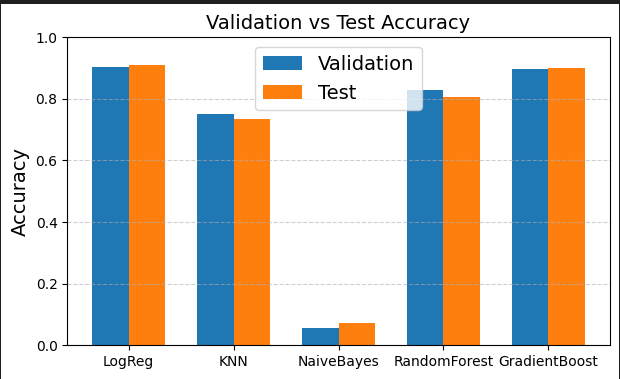 Validation vs Test Accuracy
1.0
0.8
0.6
0.4
0.2
0.0
Accuracy
Validation
Test
LogReg KNN NaiveBayes RandomForest GradientBoost